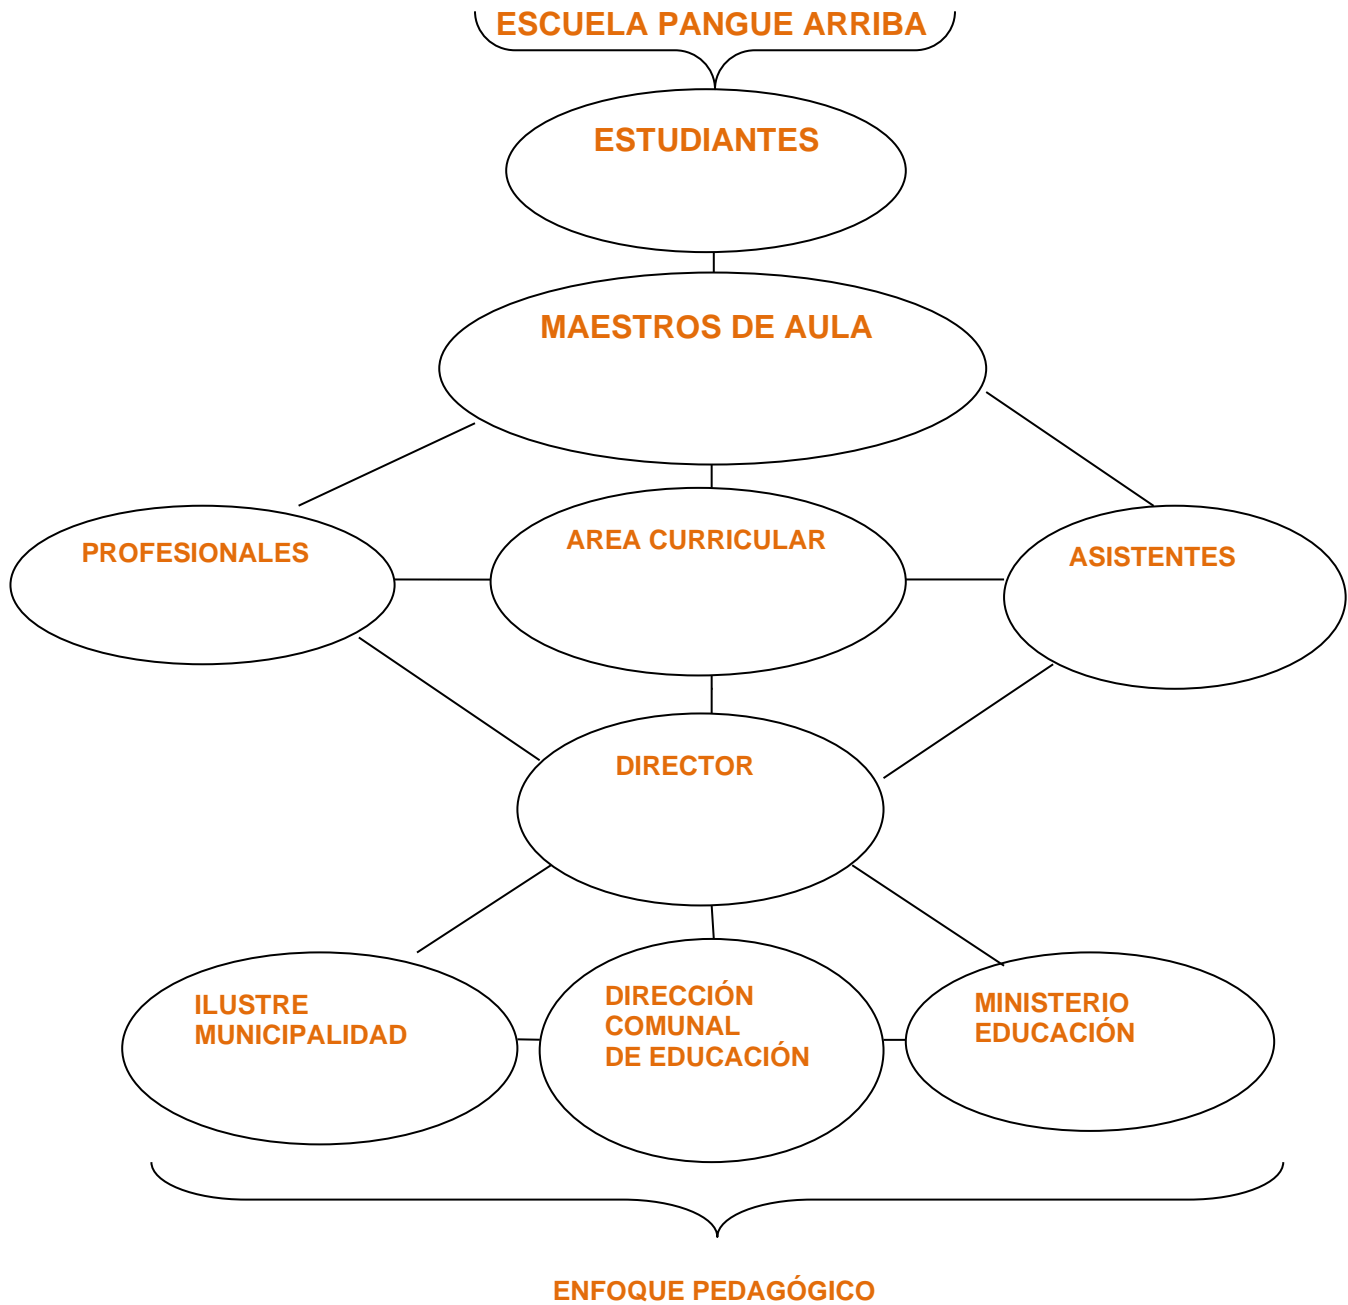 ESCUELA PANGUE ARRIBA
ESTUDIANTES
MAESTROS DE AULA
PROFESIONALES
AREA CURRICULAR
ASISTENTES
DIRECTOR
ILUSTRE
MUNICIPALIDAD
DIRECCIÓN
COMUNAL
DE EDUCACIÓN
MINISTERIO
EDUCACIÓN
ENFOQUE PEDAGÓGICO